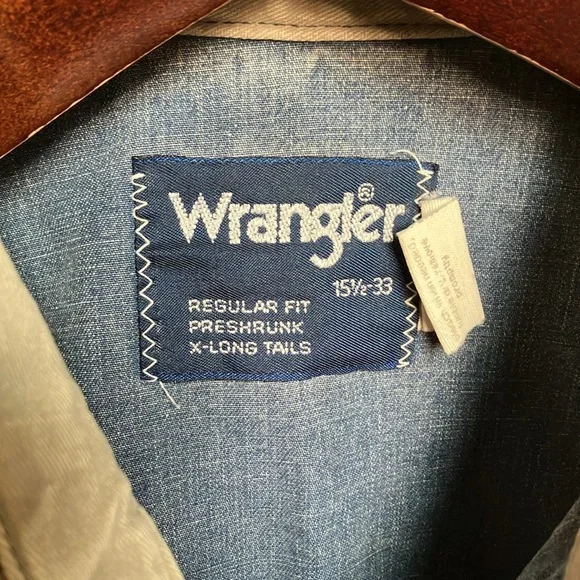 Wrangler®
15½-33
REGULAR FIT
PRESHRUNK
X-LONG TAILS